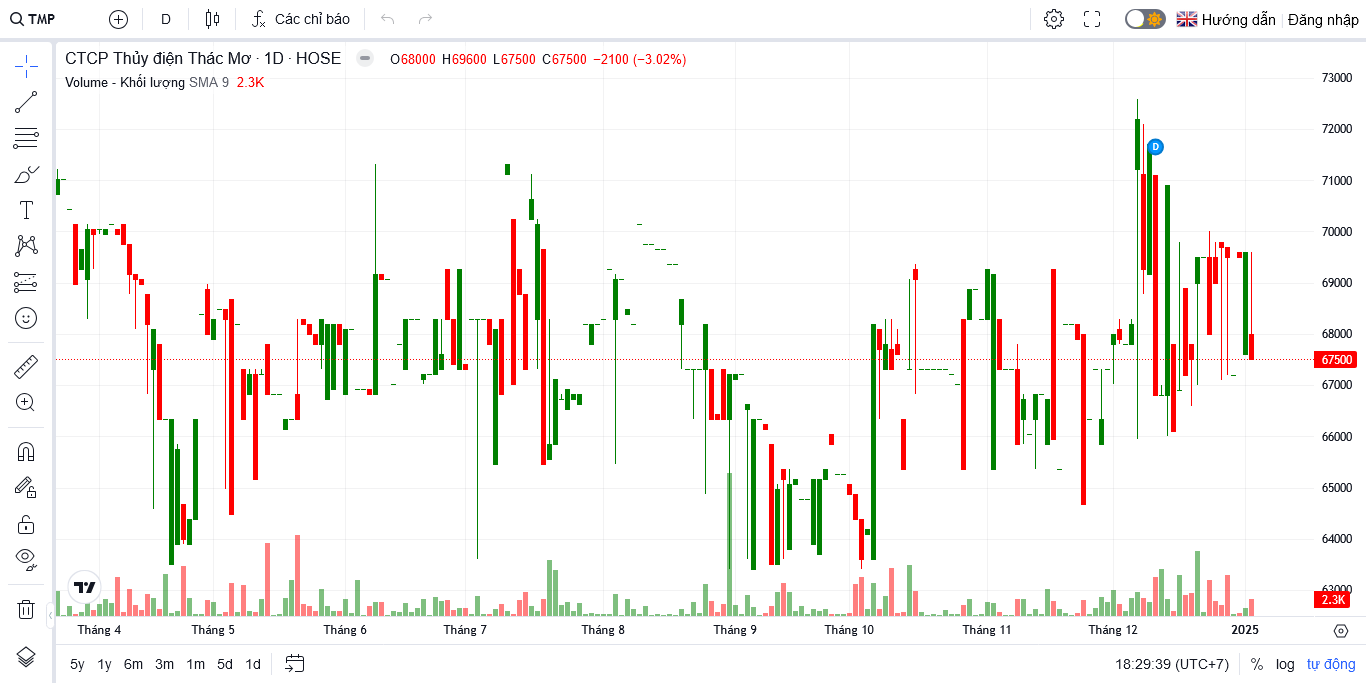 TMP D Các chỉ báo Hướng dẫn Đăng nhập
CTCP Thủy điện Thác Mơ · 1D · HOSE O68000 H69600 L67500 C67500 −2100 (−3.02%)
Volume - Khối lượng SMA 9 2.3K
73000
72000
D
71000
70000
69000
68000
67500
67000
66000
65000
64000
63000
2.3K
Tháng 4 Tháng 5 Tháng 6 Tháng 7 Tháng 8 Tháng 9 Tháng 10 Tháng 11 Tháng 12 2025
5y 1y 6m 3m 1m 5d 1d 18:29:39 (UTC+7) % log tự động